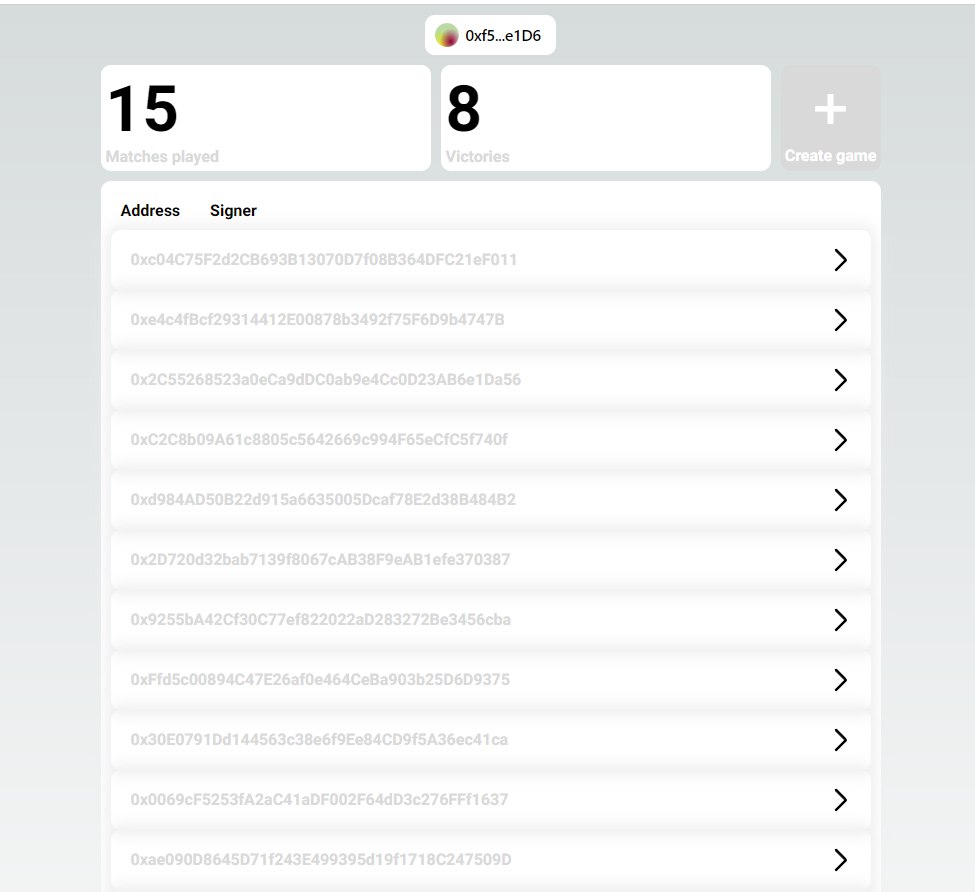 0xf5...e1D6
15
Matches played
8
Victories
Create game
Address Signer
0xc04C75F2d2CB693B13070D7f08B364DFC21eF011
0xe4c4fBcf29314412E00878b3492f75F6D9b4747B
0x2C55268523a0eCa9dDC0ab9e4Cc0D23AB6e1Da56
0xC2C8b09A61c8805c5642669c994F65eCfC5f740f
0xd984AD50B22d915a6635005Dcaf78E2d38B484B2
0x2D720d32bab7139f8067cAB38F9eAB1efe370387
0x9255bA42Cf30C77ef822022aD283272Be3456cba
0xFfd5c00894C47E26af0e464CeBa903b25D6D9375
0x30E0791Dd144563c38e6f9Ee84CD9f5A36ec41ca
0x0069cF5253fA2aC41aDF002F64dD3c276FFf1637
0xae090D8645D71f243E499395d19f1718C247509D